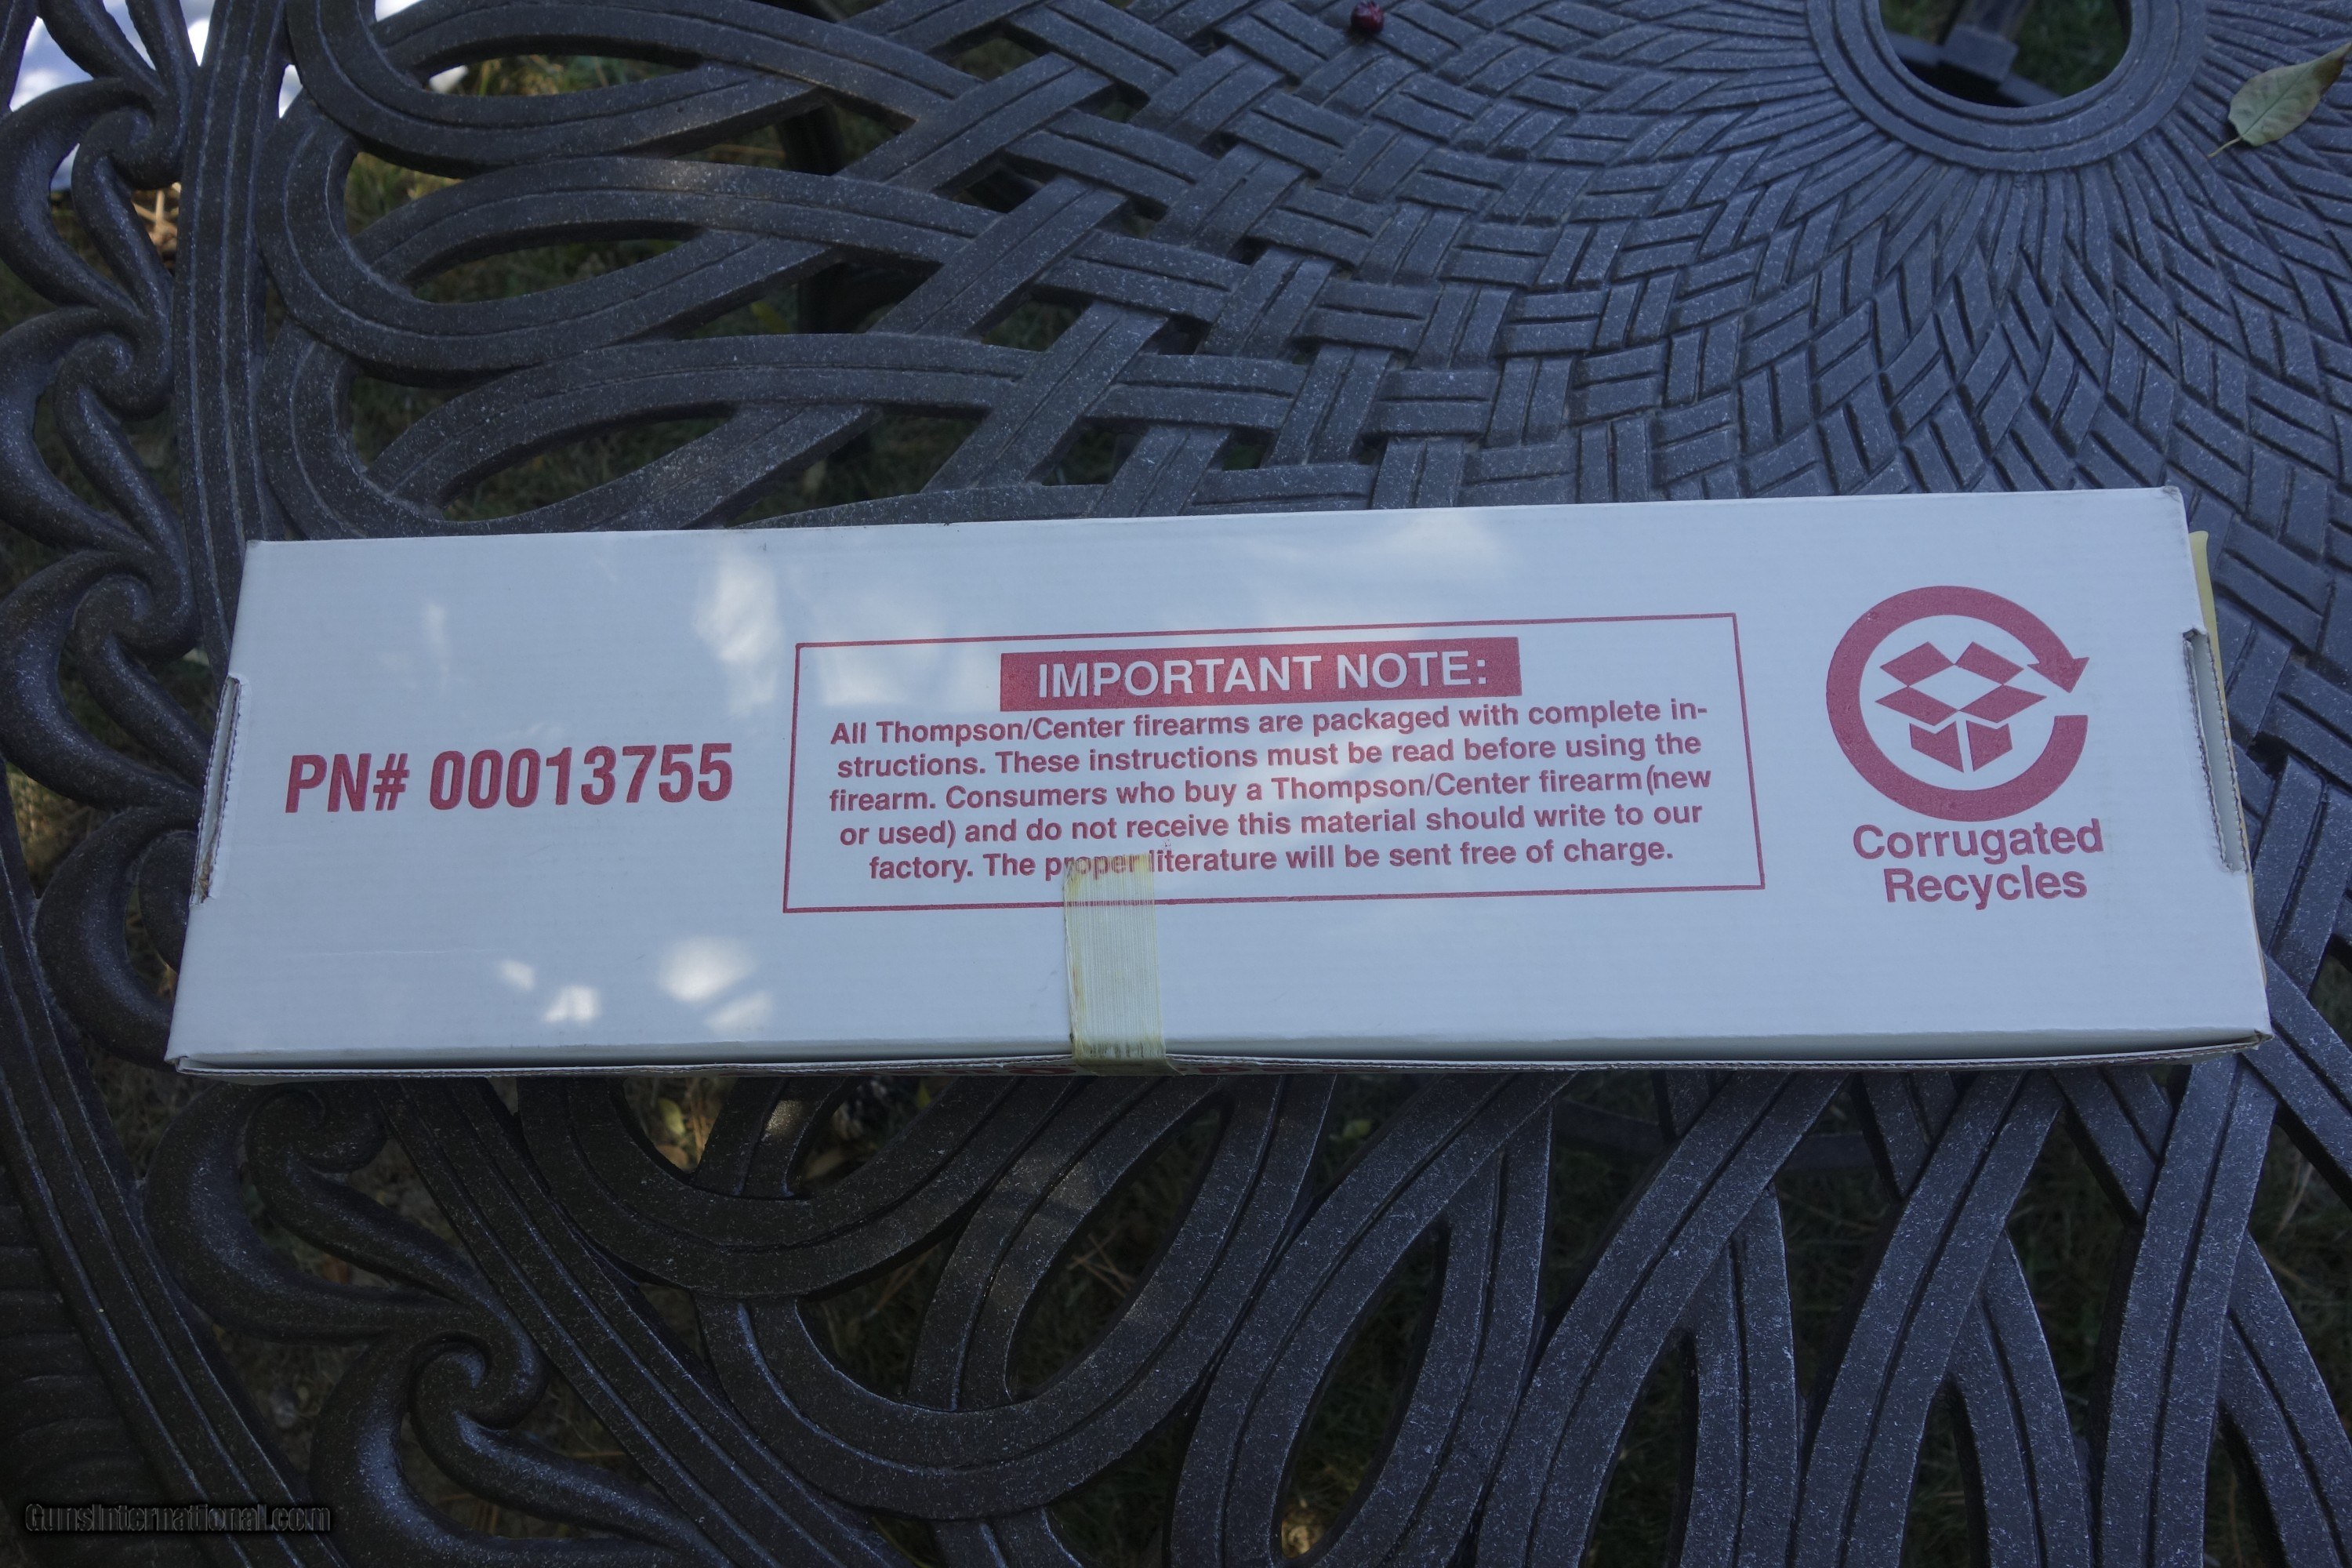 PN# 00013755
IMPORTANT NOTE:
All Thompson/Center firearms are packaged with complete in-
structions. These instructions must be read before using the
firearm. Consumers who buy a Thompson/Center firearm (new
or used) and do not receive this material should write to our
factory. The proper literature will be sent free of charge.
Corrugated
Recycles
GunsInternational.com